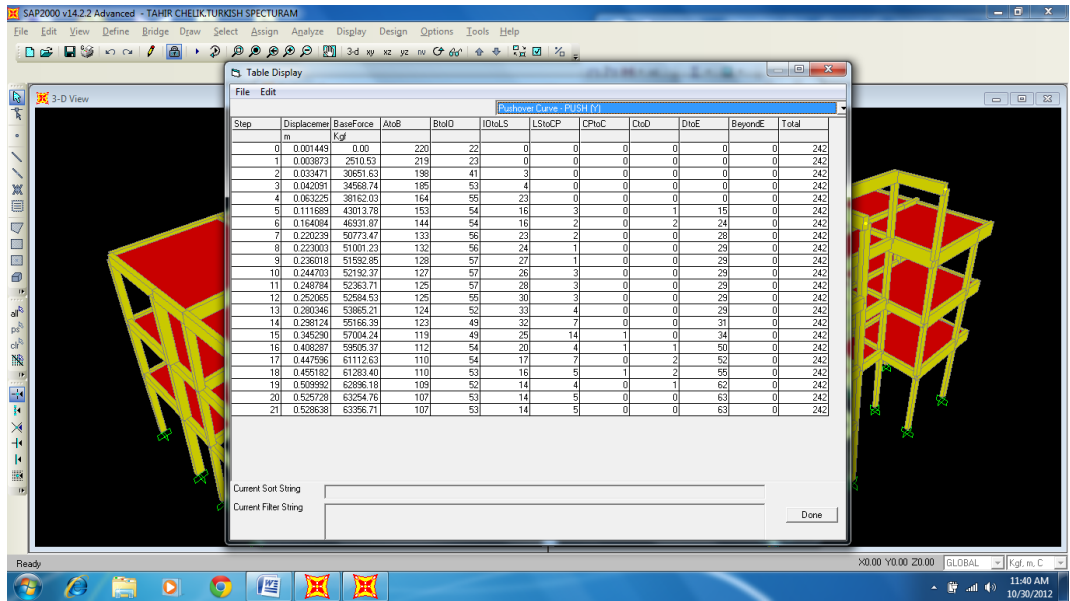 SAP2000 v14.2.2 Advanced - TAHIR CHELIK.TURKISH SPECTURAM
File Edit View Define Bridge Draw Select Assign Analyze Display Design Options Tools Help
3-d xy xz yz nv
3-D View
Table Display
File Edit
Pushover Curve - PUSH (Y)
Step Displacemer BaseForce AtoB BtoIO IOtoLS LStoCP CPtoC CtoD DtoE BeyondE Total
m Kgf
0 0.001449 0.00 220 22 0 0 0 0 0 0 242
1 0.003873 2510.53 219 23 0 0 0 0 0 0 242
2 0.033471 30651.63 198 41 3 0 0 0 0 0 242
3 0.042091 34568.74 185 53 4 0 0 0 0 0 242
4 0.063225 38162.03 164 55 23 0 0 0 0 0 242
5 0.111689 43013.78 153 54 16 3 0 1 15 0 242
6 0.164084 46931.87 144 54 16 2 0 2 24 0 242
7 0.220239 50773.47 133 56 23 2 0 0 28 0 242
8 0.223003 51001.23 132 56 24 1 0 0 29 0 242
9 0.236018 51592.85 128 57 27 1 0 0 29 0 242
10 0.244703 52192.37 127 57 26 3 0 0 29 0 242
11 0.248784 52363.71 125 57 28 3 0 0 29 0 242
12 0.252065 52584.53 125 55 30 3 0 0 29 0 242
13 0.280346 53865.21 124 52 33 4 0 0 29 0 242
14 0.298124 55166.39 123 49 32 7 0 0 31 0 242
15 0.345290 57004.24 119 49 25 14 1 0 34 0 242
16 0.408287 59505.37 112 54 20 4 1 1 50 0 242
17 0.447596 61112.63 110 54 17 7 0 2 52 0 242
18 0.455182 61283.40 110 53 16 5 1 2 55 0 242
19 0.509992 62896.18 109 52 14 4 0 1 62 0 242
20 0.525728 63254.76 107 53 14 5 0 0 63 0 242
21 0.528638 63356.71 107 53 14 5 0 0 63 0 242
Current Sort String
Current Filter String
Done
all
ps
clr
Ready
X0.00 Y0.00 Z0.00 GLOBAL Kgf, m, C
11:40 AM
10/30/2012